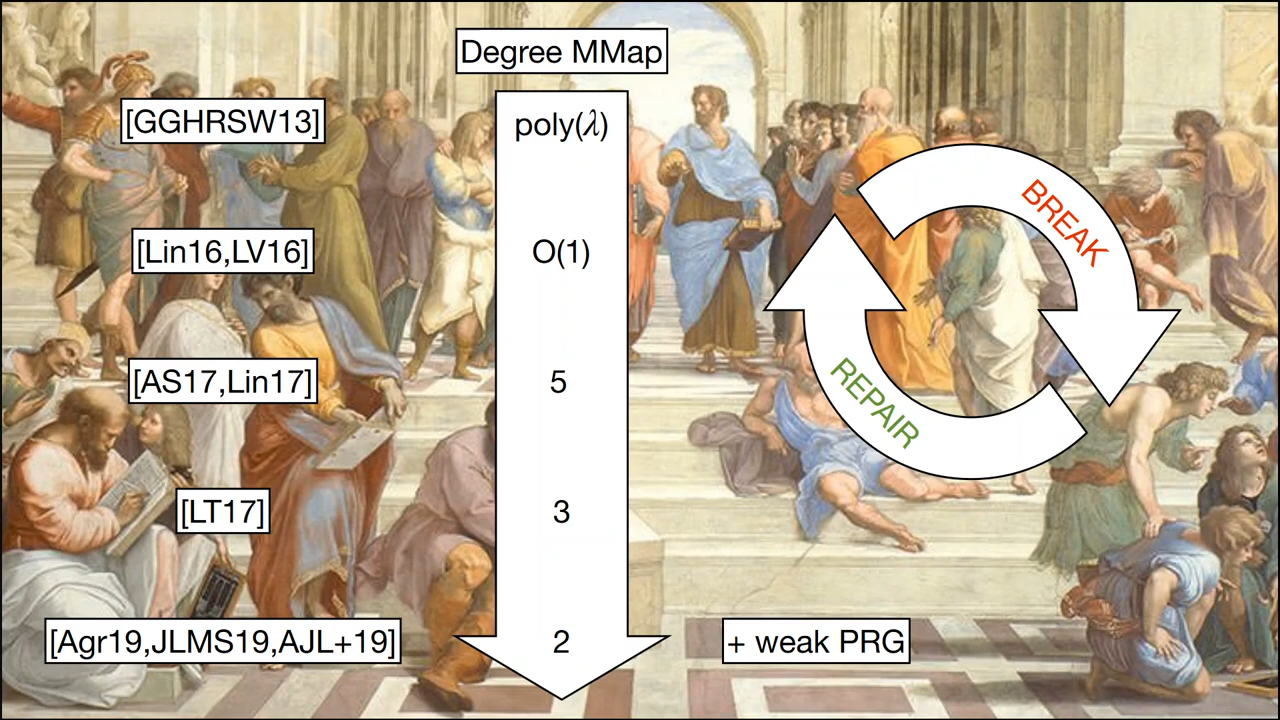 Degree MMap
[GGHRSW13]
poly(λ)
[Lin16,LV16]
O(1)
[AS17,Lin17]
5
[LT17]
3
[Agr19,JLMS19,AJL+19]
2
+ weak PRG
BREAK
REPAIR